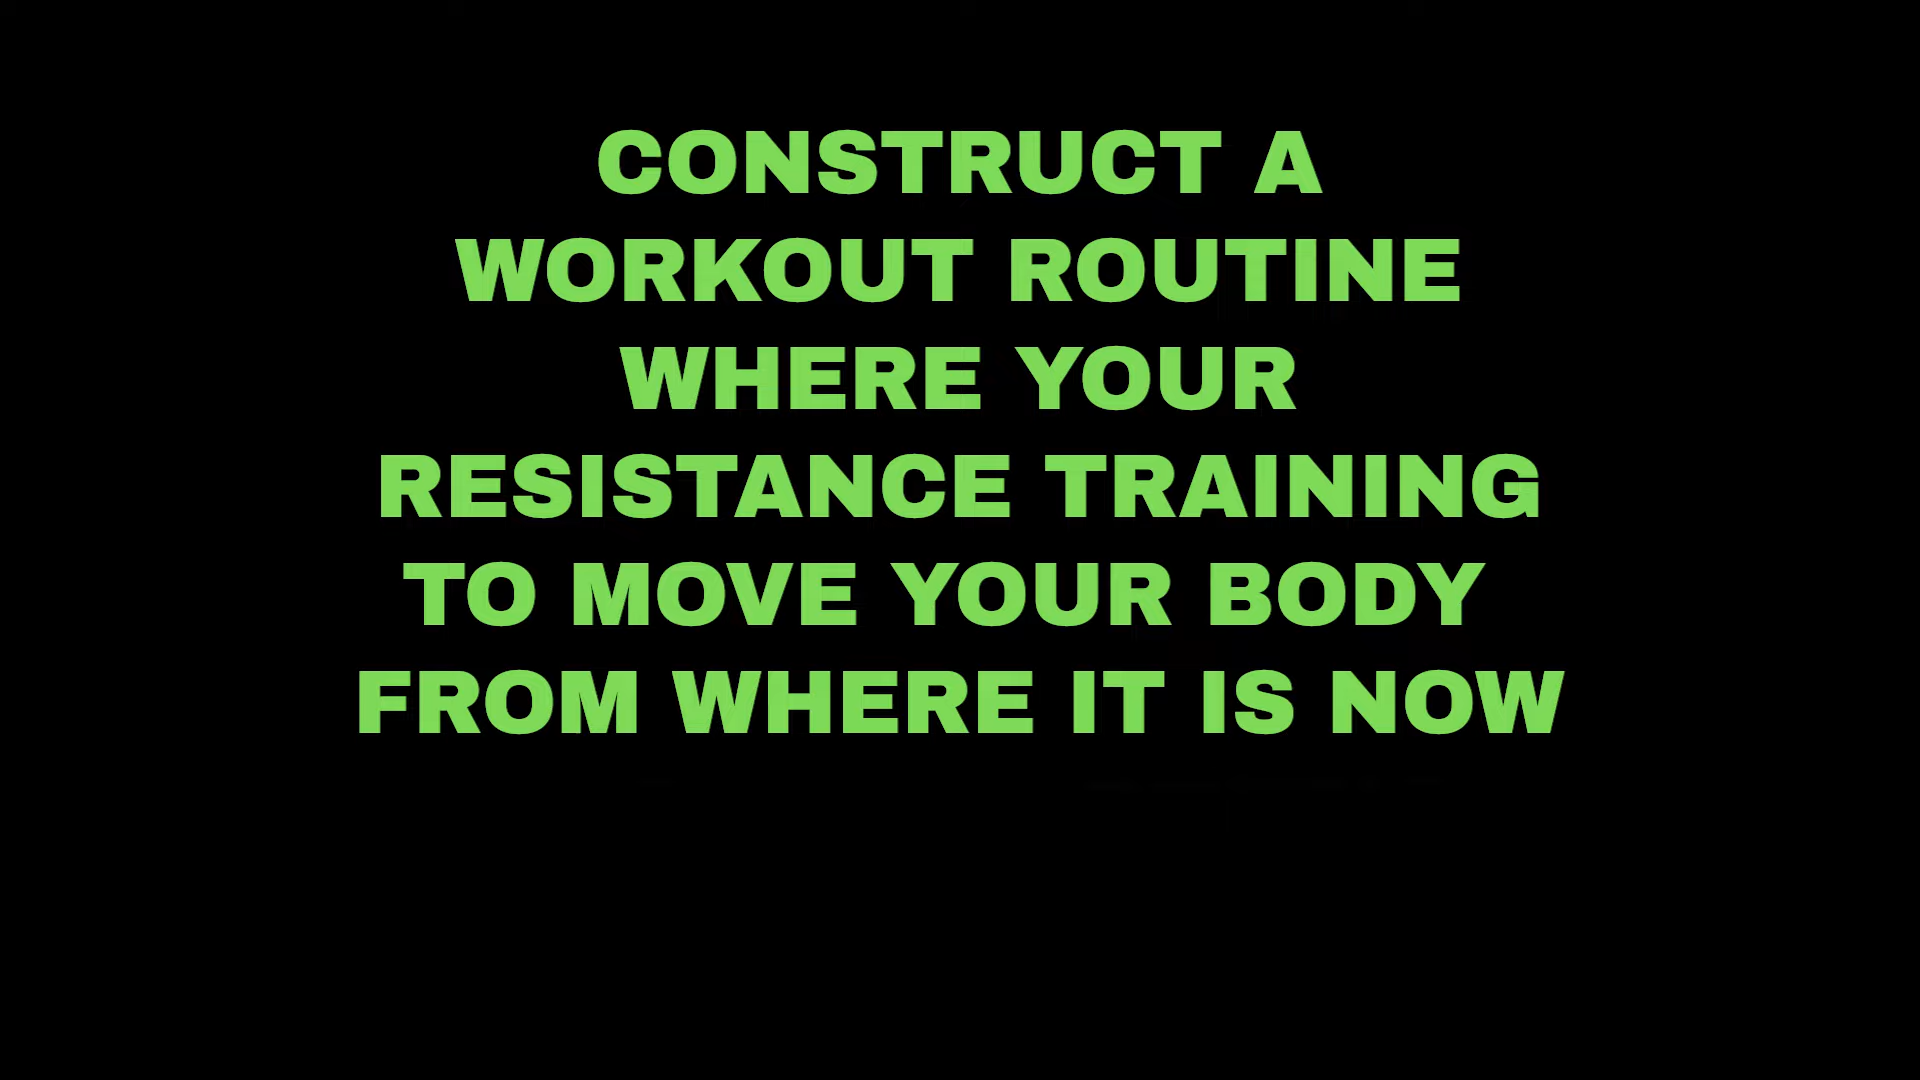 CONSTRUCT A
WORKOUT ROUTINE
WHERE YOUR
RESISTANCE TRAINING
TO MOVE YOUR BODY
FROM WHERE IT IS NOW